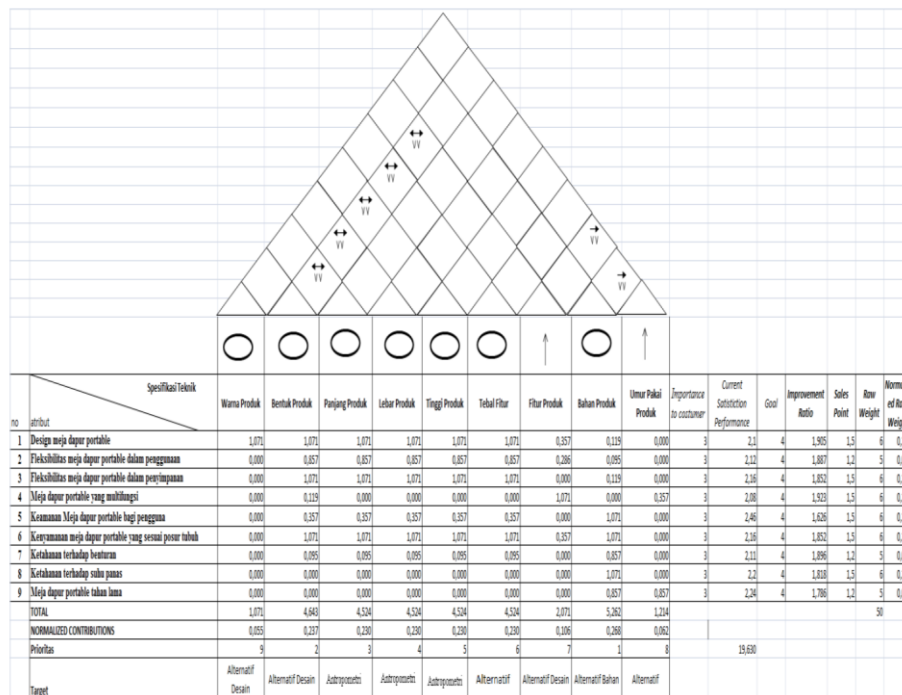 VV
VV
VV
VV
VV
VV
VV
no atribut Spesifikasi Teknik Warna Produk Bentuk Produk Panjang Produk Lebar Produk Tinggi Produk Tebal Fitur Fitur Produk Bahan Produk Umur Pakai Produk Importance to costumer Current Satistiction Performance Goal Improvement Ratio Sales Point Raw Weight
1 Design meja dapur portable 1,071 1,071 1,071 1,071 1,071 1,071 0,357 0,119 0,000 3 2,1 4 1,905 1,5 6
2 Fleksibilitas meja dapur portable dalam penggunaan 0,000 0,857 0,857 0,857 0,857 0,857 0,286 0,095 0,000 3 2,12 4 1,887 1,2 5
3 Fleksibilitas meja dapur portable dalam penyimpanan 0,000 1,071 1,071 1,071 1,071 1,071 0,000 0,119 0,000 3 2,16 4 1,852 1,5 6
4 Meja dapur portable yang multifungsi 0,000 0,119 0,000 0,000 0,000 0,000 1,071 0,000 0,357 3 2,08 4 1,923 1,5 6
5 Keamanan Meja dapur portable bagi pengguna 0,000 0,357 0,357 0,357 0,357 0,357 0,000 1,071 0,000 3 2,46 4 1,626 1,5 6
6 Kenyamanan meja dapur portable yang sesuai posur tubuh 0,000 1,071 1,071 1,071 1,071 1,071 0,357 1,071 0,000 3 2,16 4 1,852 1,5 6
7 Ketahanan terhadap benturan 0,000 0,095 0,095 0,095 0,095 0,095 0,000 0,857 0,000 3 2,11 4 1,896 1,2 5
8 Ketahanan terhadap suhu panas 0,000 0,000 0,000 0,000 0,000 0,000 0,000 1,071 0,000 3 2,2 4 1,818 1,5 6
9 Meja dapur portable tahan lama 0,000 0,000 0,000 0,000 0,000 0,000 0,000 0,857 0,857 3 2,24 4 1,786 1,2 5
TOTAL 1,071 4,643 4,524 4,524 4,524 4,524 2,071 5,262 1,214 50
NORMALIZED CONTRIBUTIONS 0,055 0,237 0,230 0,230 0,230 0,230 0,106 0,268 0,062
Prioritas 9 2 3 4 5 6 7 1 8 19,630
Target Alternatif Desain Alternatif Desain Antropometri Antropometri Antropometri Alternatif Alternatif Desain Alternatif Bahan Alternatif